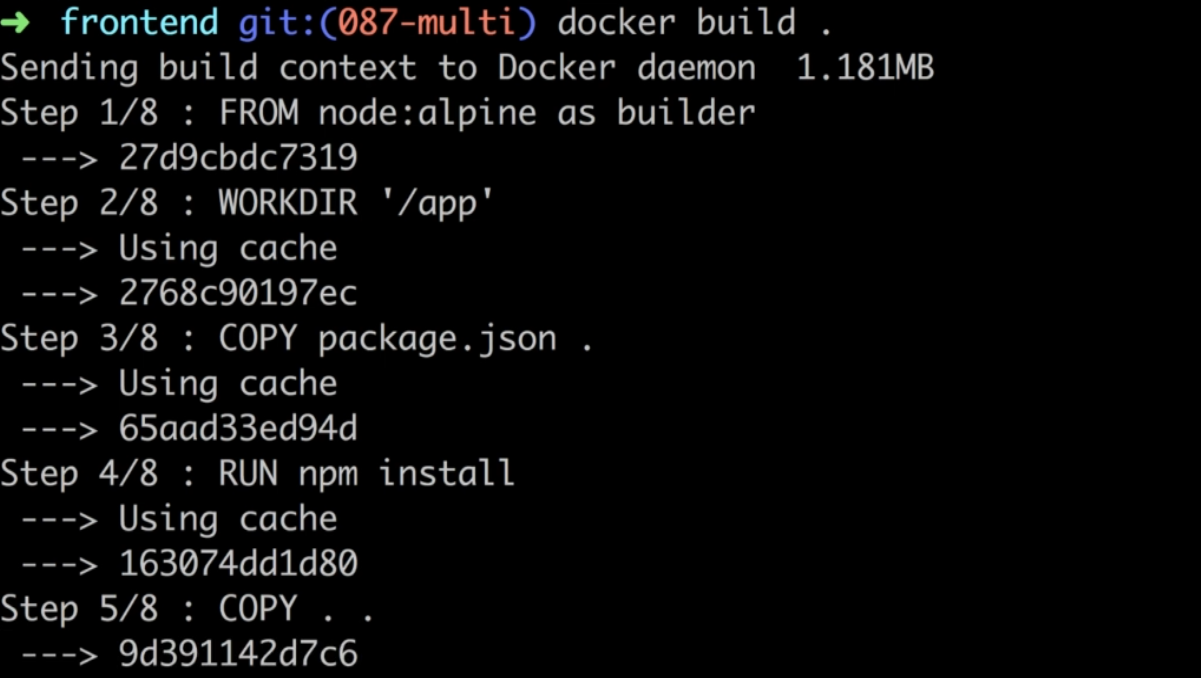 ➜ frontend git:(087-multi) docker build .
Sending build context to Docker daemon  1.181MB
Step 1/8 : FROM node:alpine as builder
 ---> 27d9cbdc7319
Step 2/8 : WORKDIR '/app'
 ---> Using cache
 ---> 2768c90197ec
Step 3/8 : COPY package.json .
 ---> Using cache
 ---> 65aad33ed94d
Step 4/8 : RUN npm install
 ---> Using cache
 ---> 163074dd1d80
Step 5/8 : COPY . .
 ---> 9d391142d7c6